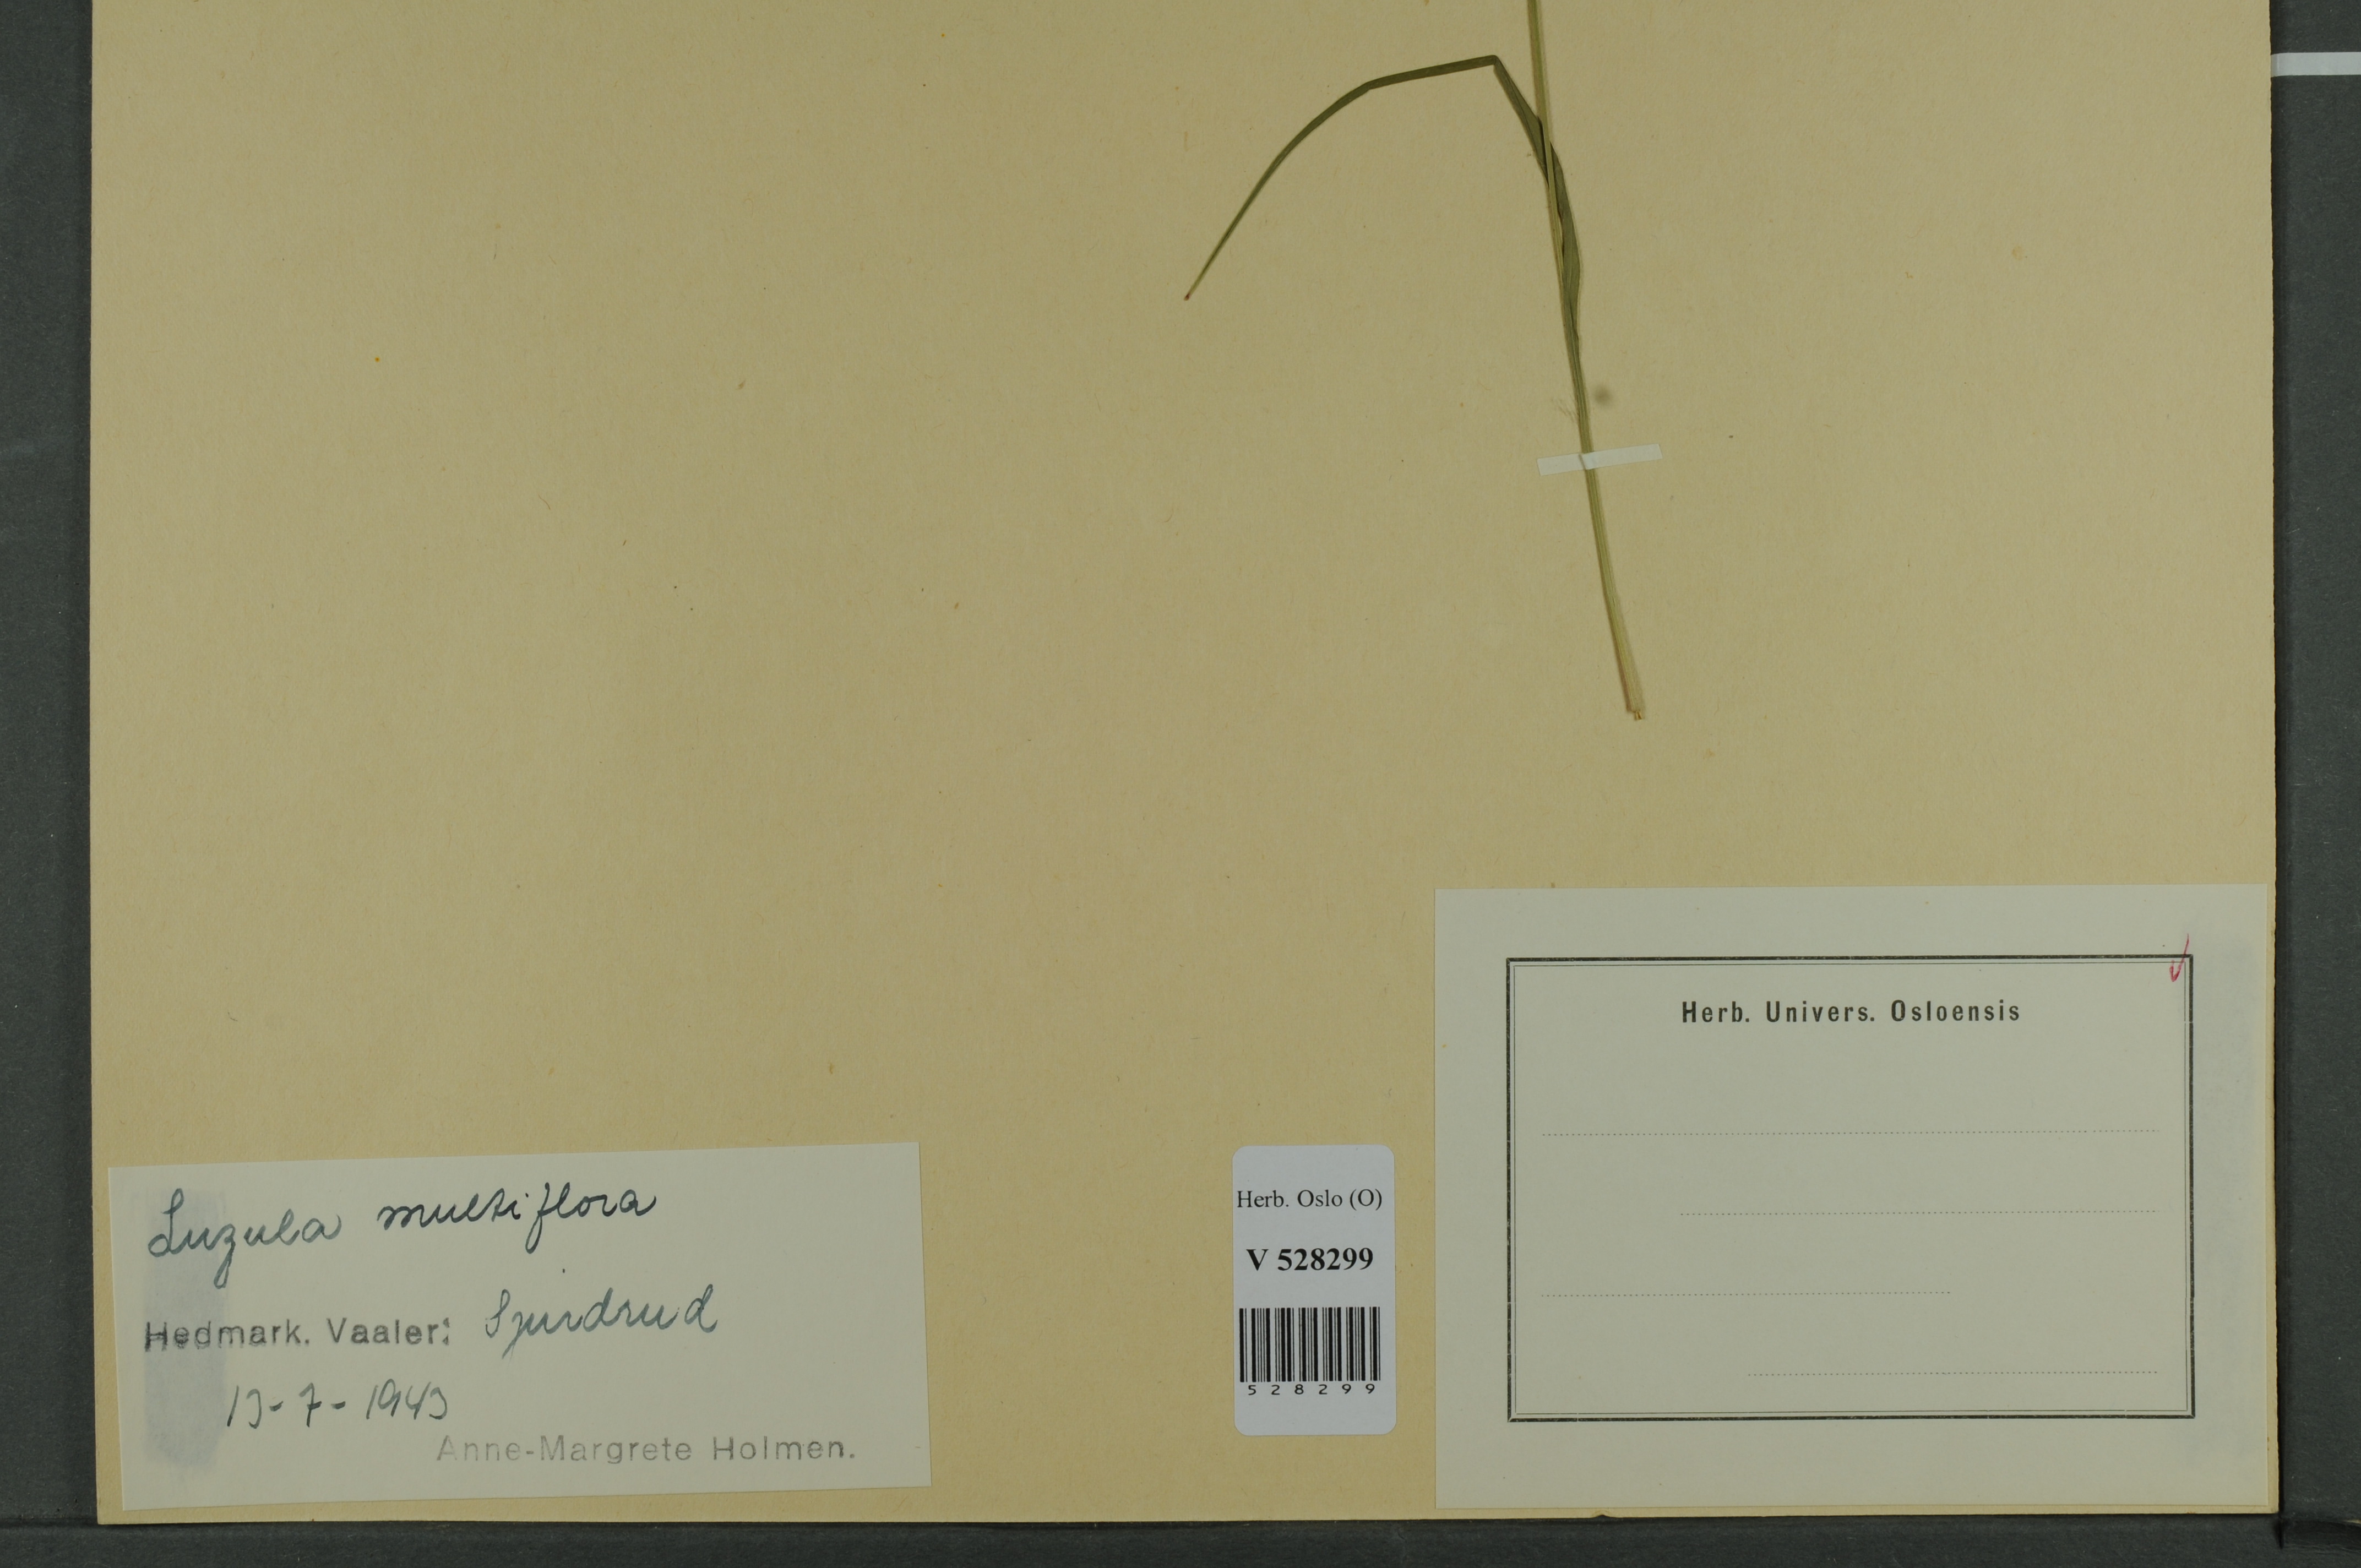 Luzula multiflora
Hedmark. Vaaler: Sjurdrud
13-7-1943
Anne-Margrete Holmen.
Herb. Oslo (O)
V 528299
528299
Herb. Univers. Osloensis